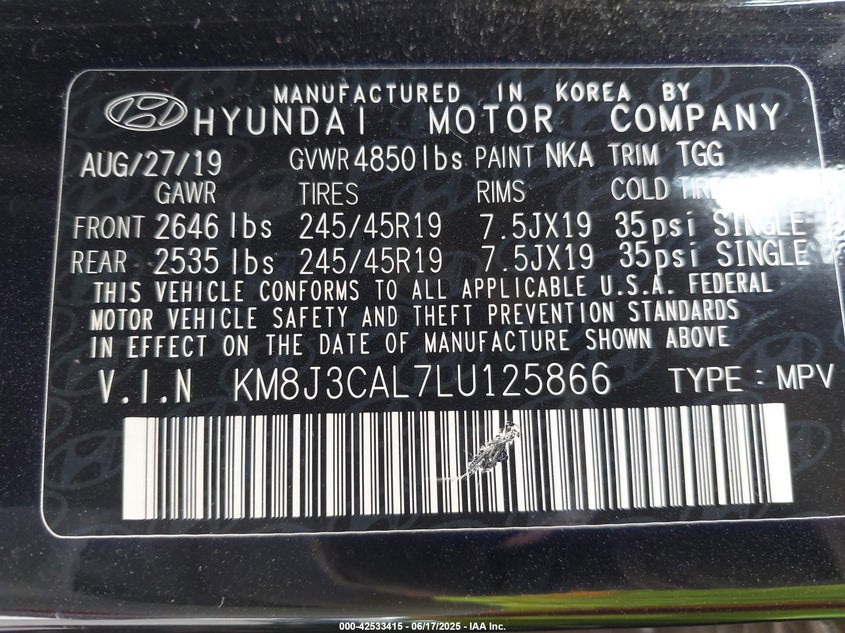 MANUFACTURED IN KOREA BY
HYUNDAI MOTOR COMPANY
AUG/27/19 GVWR 4850 lbs PAINT NKA TRIM TGG
GAWR TIRES RIMS COLD
FRONT 2646 lbs 245/45R19 7.5JX19 35psi SINGLE
REAR 2535 lbs 245/45R19 7.5JX19 35psi SINGLE
THIS VEHICLE CONFORMS TO ALL APPLICABLE U.S.A. FEDERAL
MOTOR VEHICLE SAFETY AND THEFT PREVENTION STANDARDS
IN EFFECT ON THE DATE OF MANUFACTURE SHOWN ABOVE
V.I.N KM8J3CAL7LU125866 TYPE : MPV
000-42533415 - 06/17/2025 - IAA Inc.